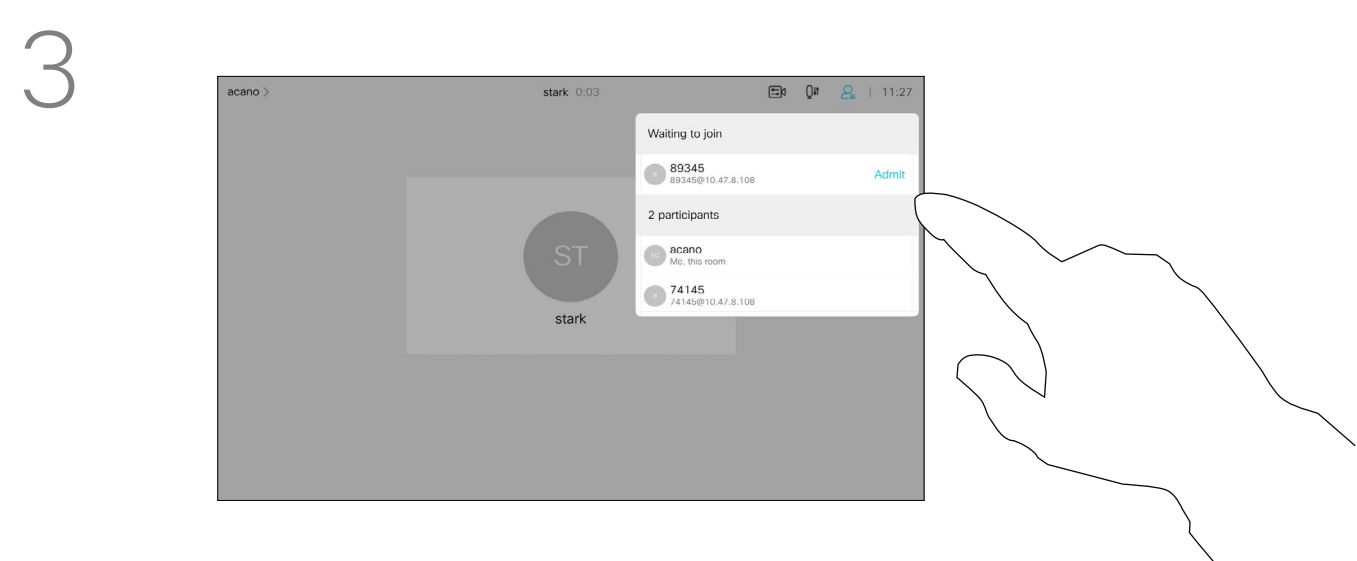 3
acano >
stark 0:03
| 11:27
Waiting to join
89345
89345@10.47.8.108
Admit
2 participants
AC
acano
Me, this room
74145
74145@10.47.8.108
ST
stark